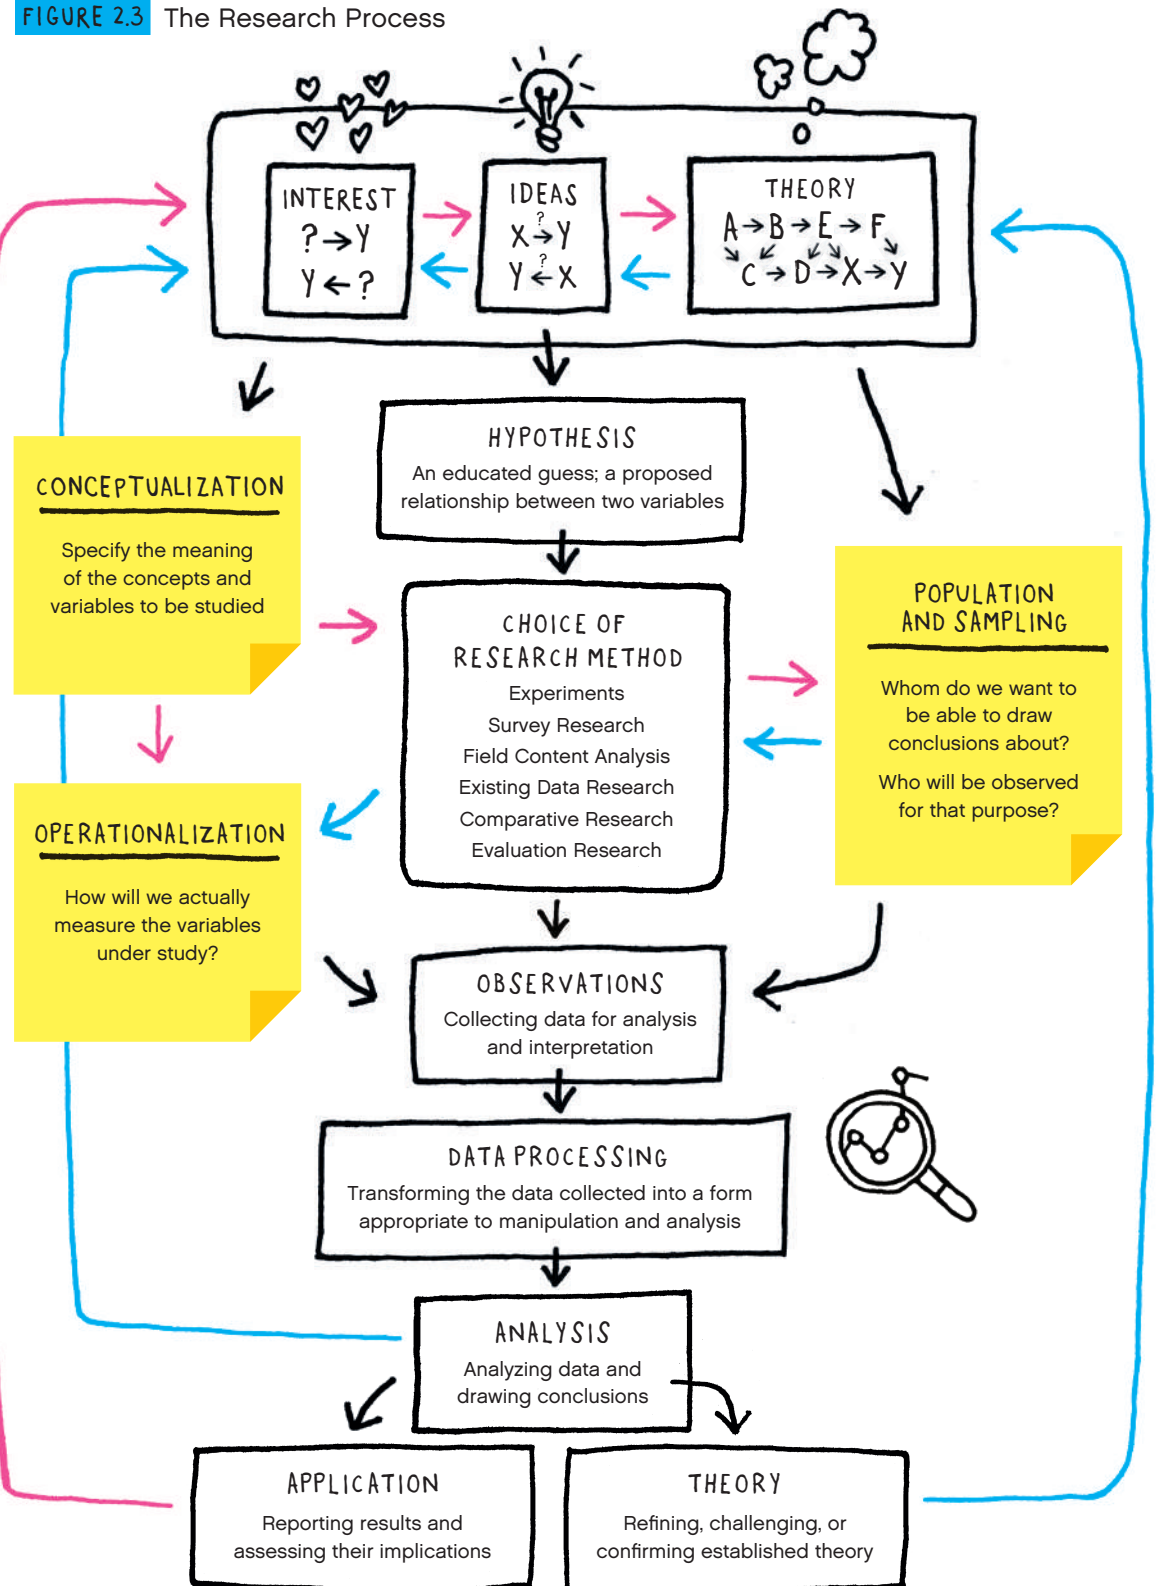 FIGURE 2.3 The Research Process
INTEREST
? → Y
Y ← ?
IDEAS
?
X → Y
?
Y ← X
THEORY
A → B → E → F
C → D → X → Y
HYPOTHESIS
An educated guess; a proposed
relationship between two variables
CONCEPTUALIZATION
Specify the meaning
of the concepts and
variables to be studied
CHOICE OF
RESEARCH METHOD
Experiments
Survey Research
Field Content Analysis
Existing Data Research
Comparative Research
Evaluation Research
POPULATION
AND SAMPLING
Whom do we want to
be able to draw
conclusions about?
Who will be observed
for that purpose?
OPERATIONALIZATION
How will we actually
measure the variables
under study?
OBSERVATIONS
Collecting data for analysis
and interpretation
DATA PROCESSING
Transforming the data collected into a form
appropriate to manipulation and analysis
ANALYSIS
Analyzing data and
drawing conclusions
APPLICATION
Reporting results and
assessing their implications
THEORY
Refining, challenging, or
confirming established theory